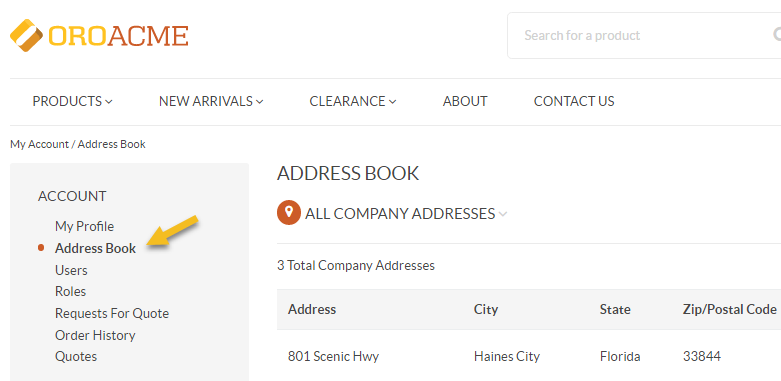 OROACME
Search for a product
PRODUCTS NEW ARRIVALS CLEARANCE ABOUT CONTACT US
My Account / Address Book
ACCOUNT
My Profile
Address Book
Users
Roles
Requests For Quote
Order History
Quotes
ADDRESS BOOK
ALL COMPANY ADDRESSES
3 Total Company Addresses
Address City State Zip/Postal Code
801 Scenic Hwy Haines City Florida 33844